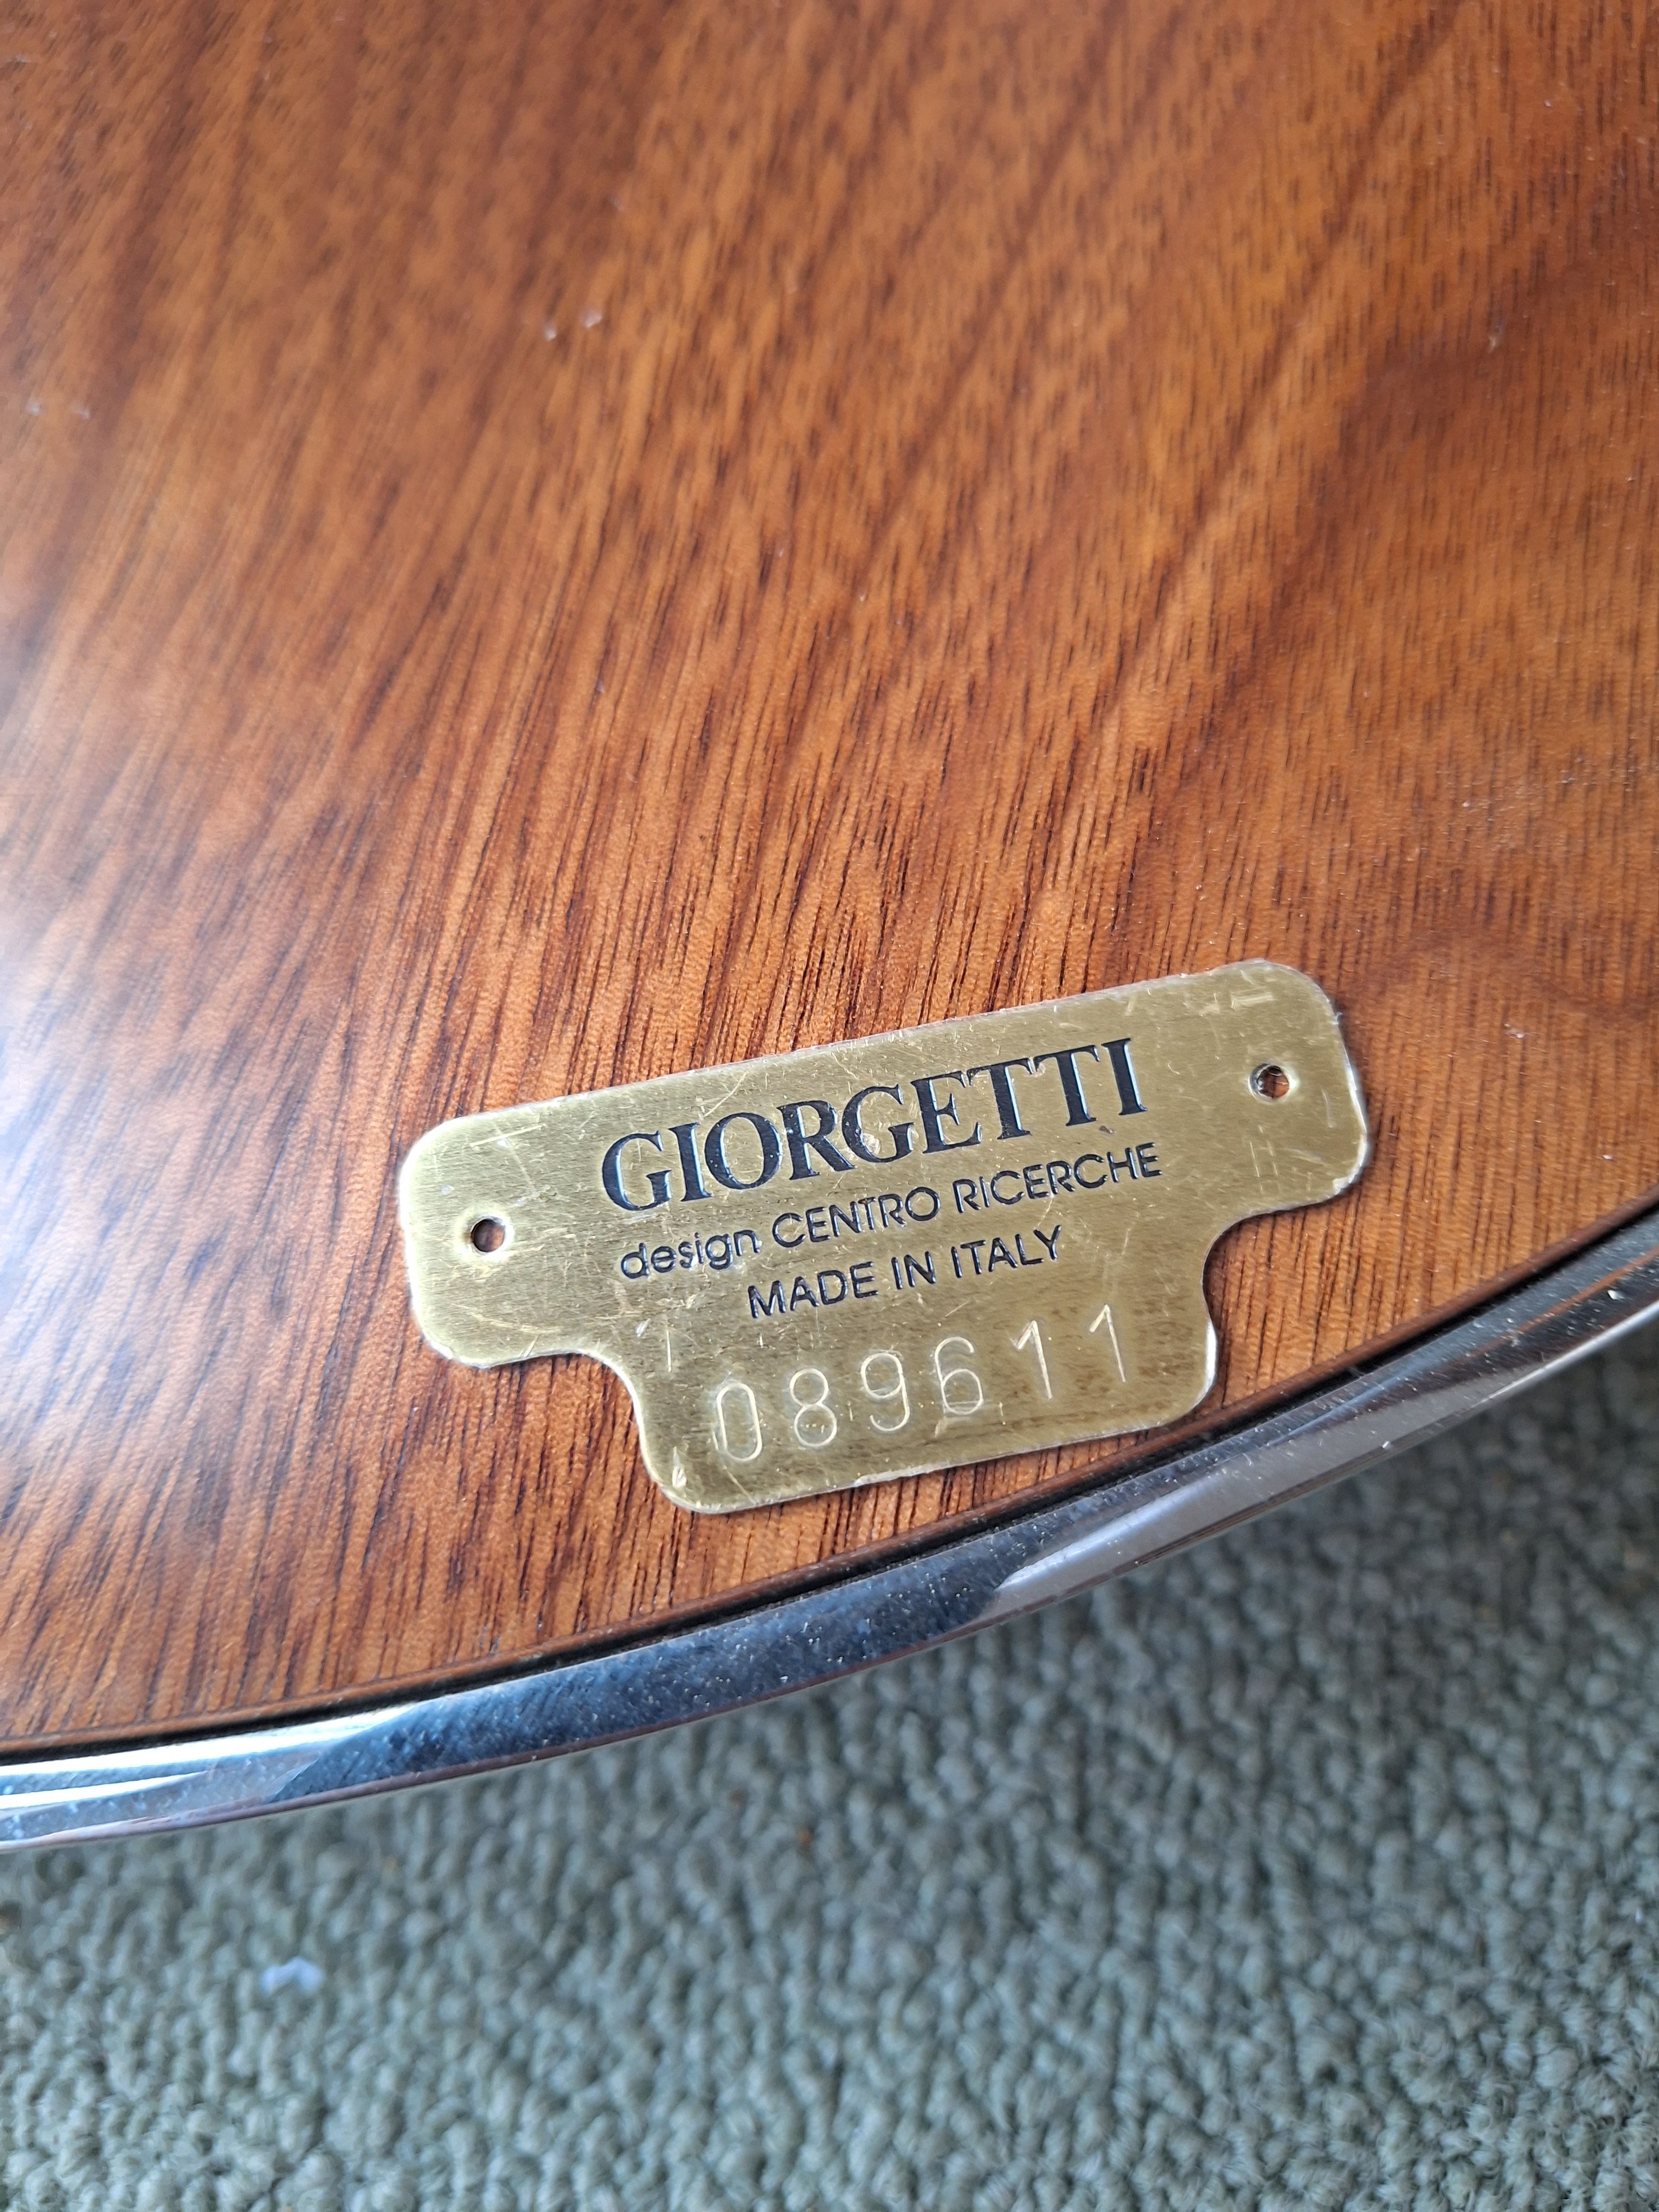 GIORGETTI
design CENTRO RICERCHE
MADE IN ITALY
089611